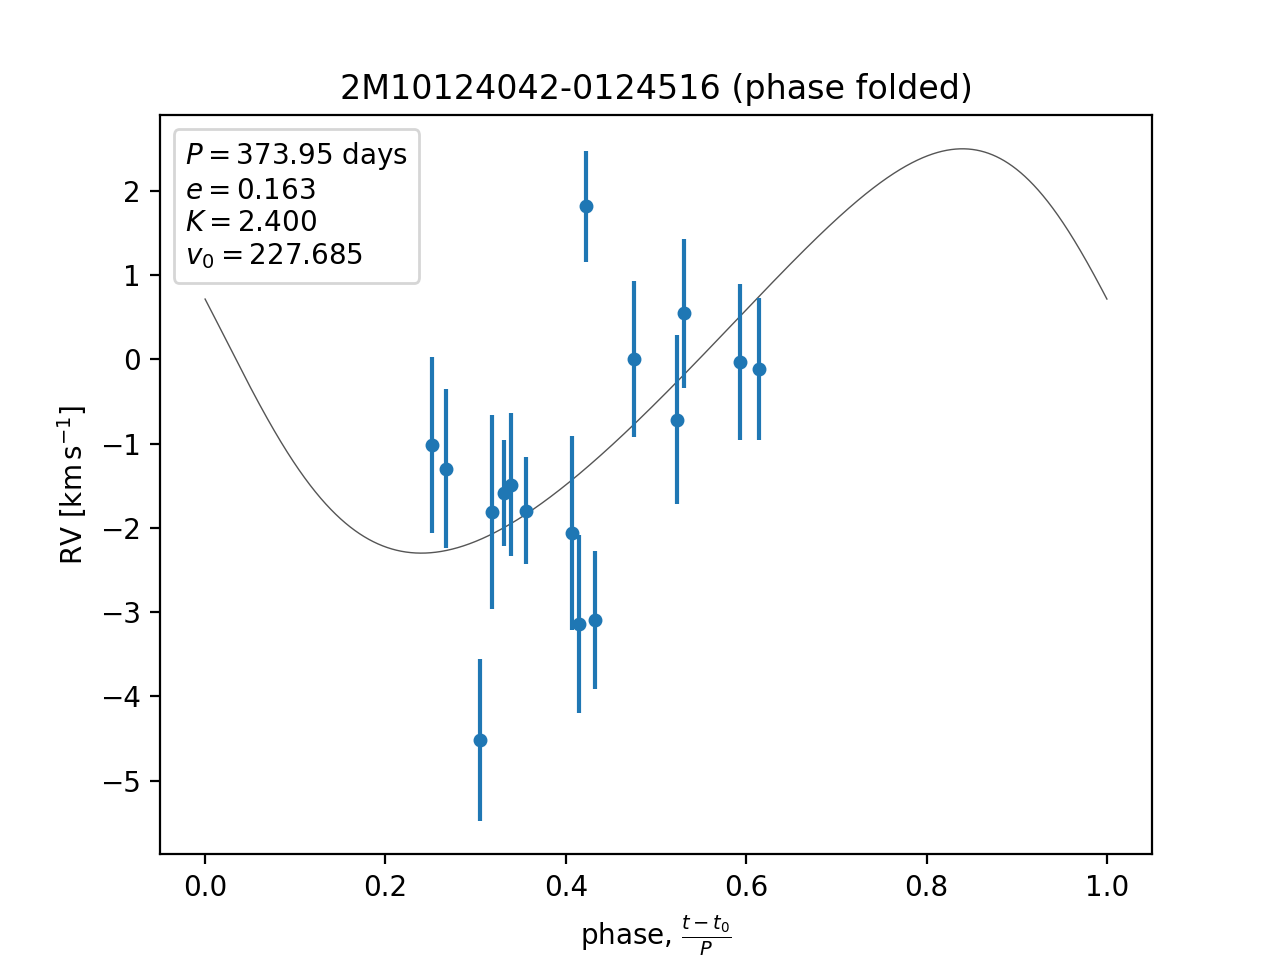 2M10124042-0124516 (phase folded)
P = 373.95 days
e = 0.163
K = 2.400
v₀ = 227.685
2
1
0
−1
−2
−3
−4
−5
RV [km s⁻¹]
0.0 0.2 0.4 0.6 0.8 1.0
phase, (t − t₀)/P